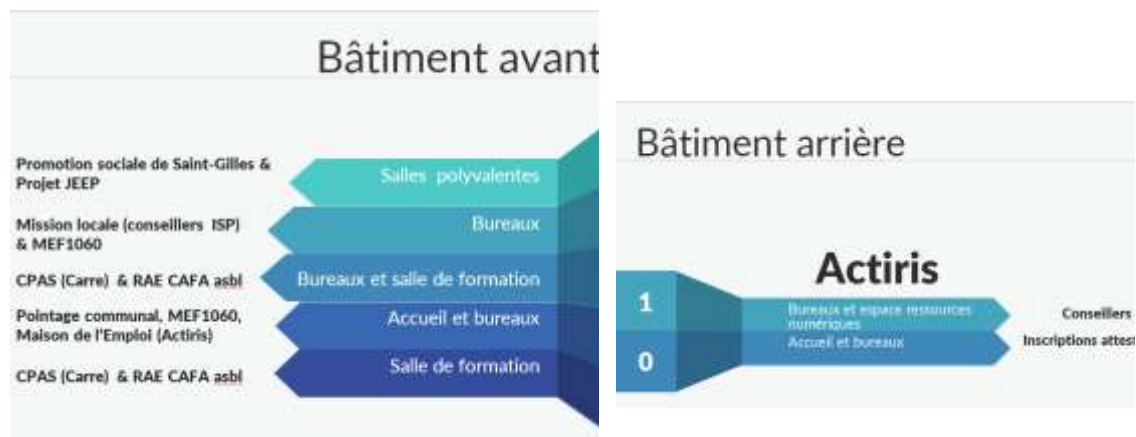 Bâtiment avant
Promotion sociale de Saint-Gilles &
Projet JEEP
Salles polyvalentes
Mission locale (conseillers ISP)
& MEF1060
Bureaux
CPAS (Carre) & RAE CAFA asbl
Bureaux et salle de formation
Pointage communal, MEF1060,
Maison de l'Emploi (Actiris)
Accueil et bureaux
CPAS (Carre) & RAE CAFA asbl
Salle de formation
Bâtiment arrière
Actiris
1
Bureaux et espace ressources
numériques
Conseillers
0
Accueil et bureaux
Inscriptions attest